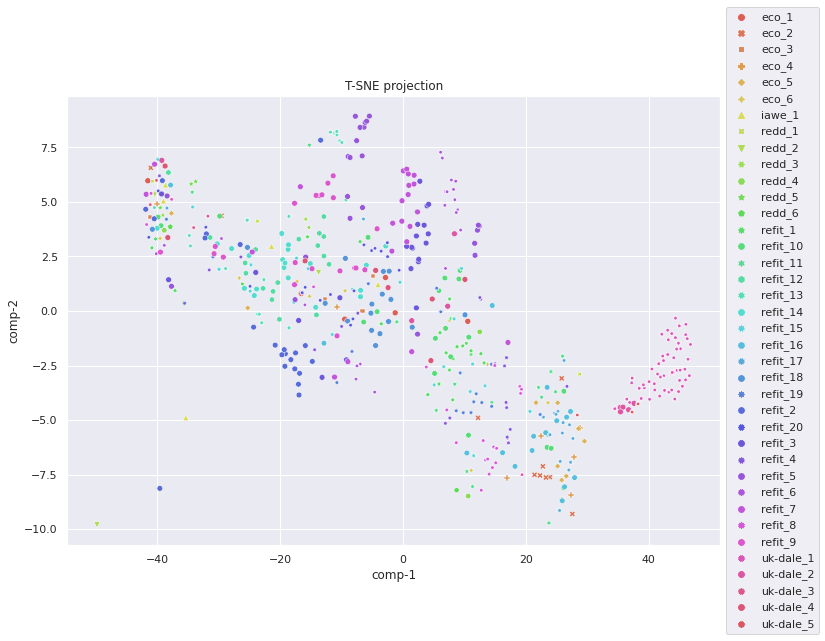 T-SNE projection
7.5
5.0
2.5
0.0
−2.5
−5.0
−7.5
−10.0
comp-2
−40
−20
0
20
40
comp-1
eco_1
eco_2
eco_3
eco_4
eco_5
eco_6
iawe_1
redd_1
redd_2
redd_3
redd_4
redd_5
redd_6
refit_1
refit_10
refit_11
refit_12
refit_13
refit_14
refit_15
refit_16
refit_17
refit_18
refit_19
refit_2
refit_20
refit_3
refit_4
refit_5
refit_6
refit_7
refit_8
refit_9
uk-dale_1
uk-dale_2
uk-dale_3
uk-dale_4
uk-dale_5